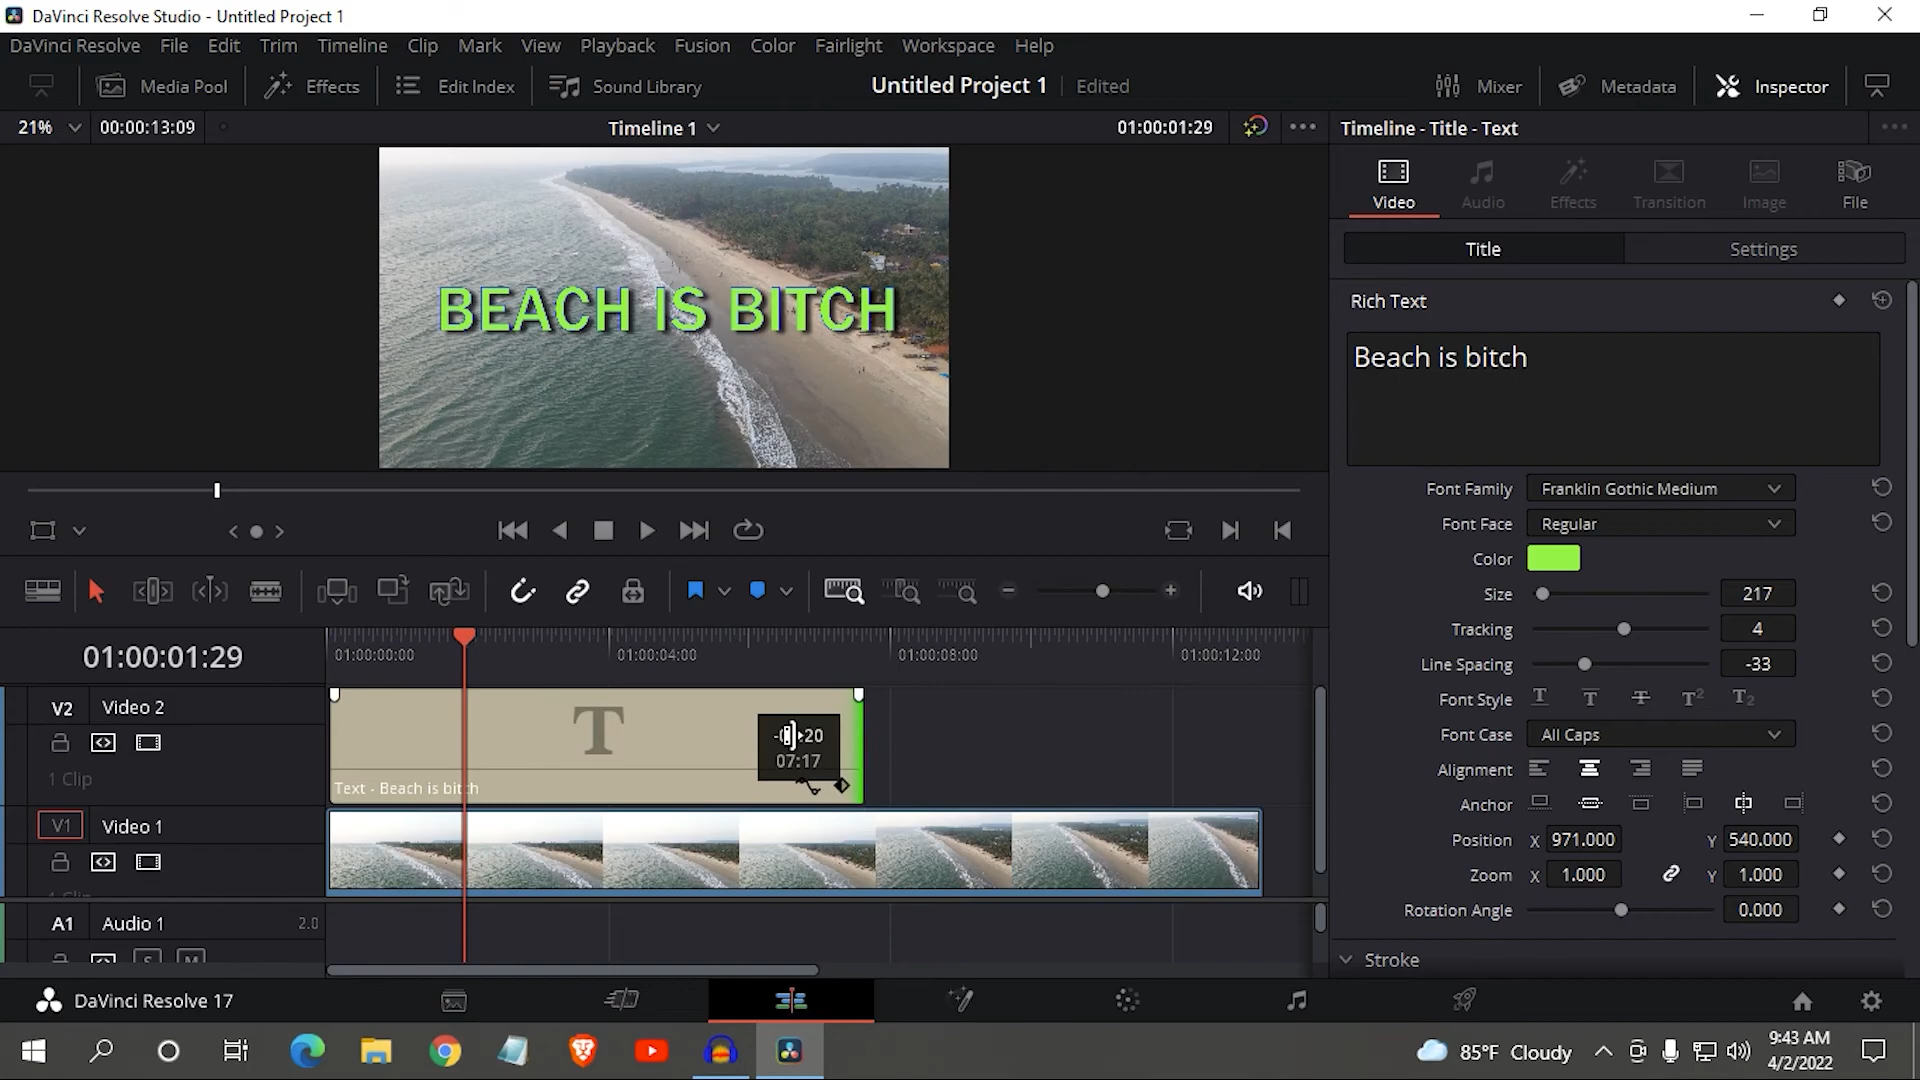 DaVinci Resolve Studio - Untitled Project 1
DaVinci Resolve File Edit Trim Timeline Clip Mark View Playback Fusion Color Fairlight Workspace Help
Media Pool Effects Edit Index Sound Library Untitled Project 1 Edited Mixer Metadata Inspector
21% 00:00:13:09 Timeline 1 01:00:01:29 Timeline - Title - Text
Video Audio Effects Transition Image File
Title Settings
Rich Text
BEACH IS BITCH
Beach is bitch
Font Family Franklin Gothic Medium
Font Face Regular
Color
Size 217
Tracking 4
Line Spacing -33
Font Style T T T T² T₂
Font Case All Caps
Alignment
Anchor
Position X 971.000 Y 540.000
Zoom X 1.000 Y 1.000
Rotation Angle 0.000
Stroke
01:00:01:29
01:00:00:00 01:00:04:00 01:00:08:00 01:00:12:00
V2 Video 2
1 Clip
T
20
07:17
Text - Beach is bitch
V1 Video 1
A1 Audio 1 2.0
S M
DaVinci Resolve 17
85°F Cloudy
9:43 AM
4/2/2022